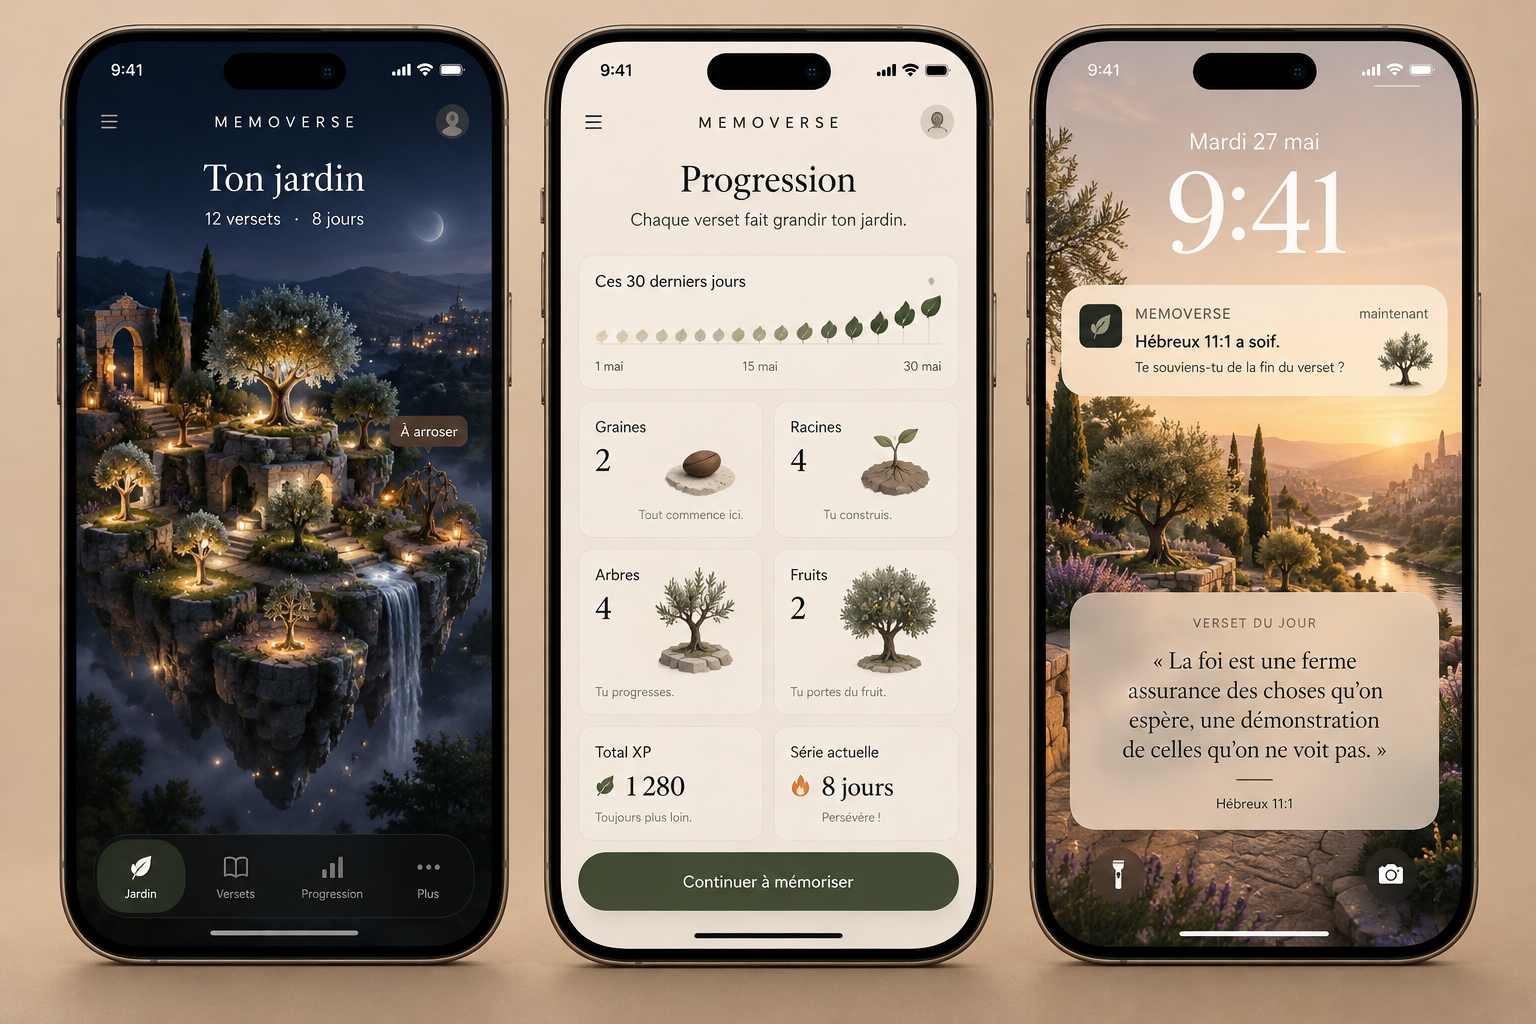 9:41
MEMOVERSE
Ton jardin
12 versets · 8 jours
À arroser
Jardin
Versets
Progression
Plus
9:41
MEMOVERSE
Progression
Chaque verset fait grandir ton jardin.
Ces 30 derniers jours
1 mai
15 mai
30 mai
Graines
2
Tout commence ici.
Racines
4
Tu construis.
Arbres
4
Tu progresses.
Fruits
2
Tu portes du fruit.
Total XP
1 280
Toujours plus loin.
Série actuelle
8 jours
Persévére !
Continuer à mémoriser
9:41
Mardi 27 mai
9:41
MEMOVERSE
maintenant
Hébreux 11:1 a soif.
Te souviens-tu de la fin du verset ?
VERSET DU JOUR
« La foi est une ferme
assurance des choses qu’on
espère, une démonstration
de celles qu’on ne voit pas. »
Hébreux 11:1